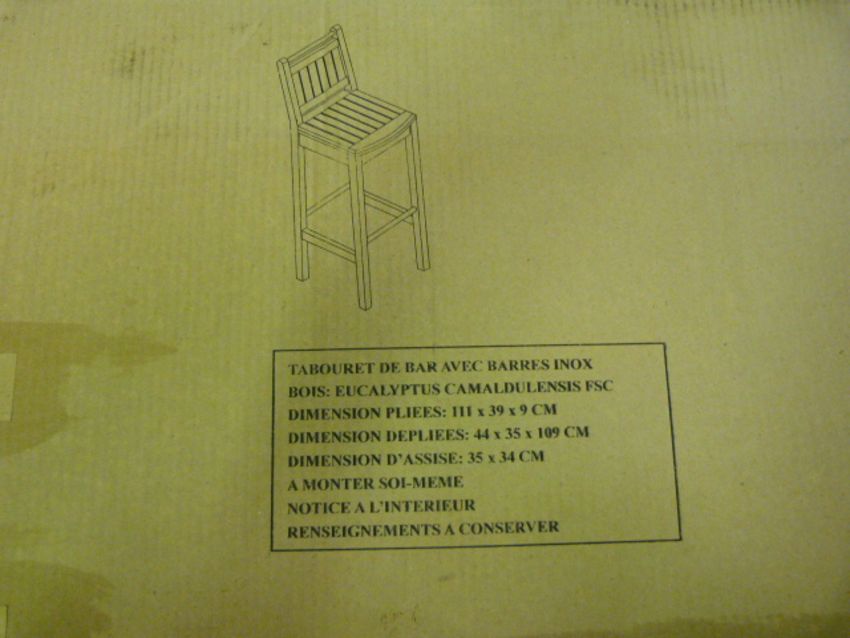 TABOURET DE BAR AVEC BARRES INOX
BOIS: EUCALYPTUS CAMALDULENSIS FSC
DIMENSION PLIEES: 111 x 39 x 9 CM
DIMENSION DEPLIEES: 44 x 35 x 109 CM
DIMENSION D'ASSISE: 35 x 34 CM
A MONTER SOI-MEME
NOTICE A L'INTERIEUR
RENSEIGNEMENTS A CONSERVER